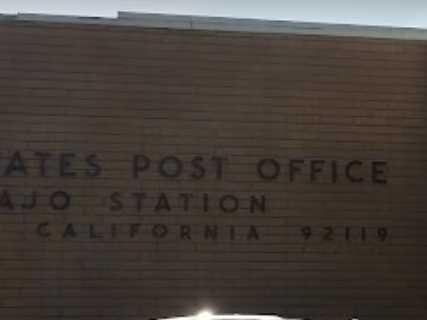 ATES POST OFFICE
AJO STATION
CALIFORNIA 92119